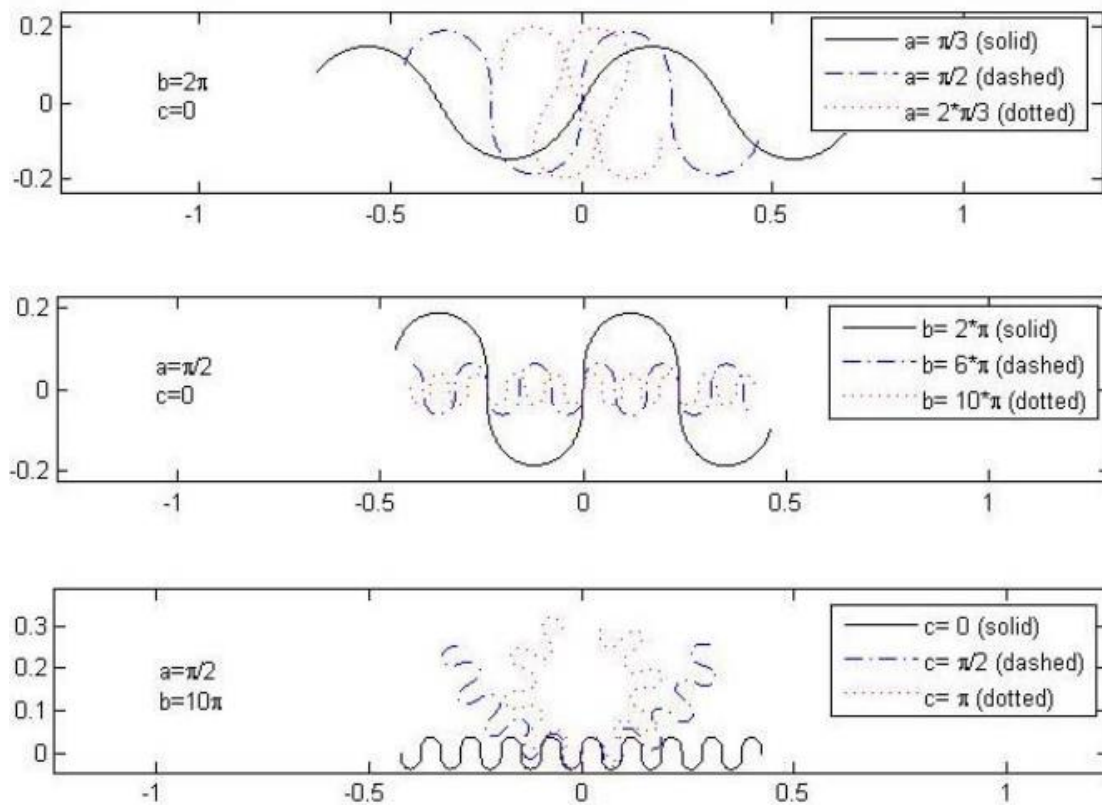 0.2
0
-0.2
b=2π
c=0
a= π/3 (solid)
a= π/2 (dashed)
a= 2*π/3 (dotted)
-1 -0.5 0 0.5 1
0.2
0
-0.2
a=π/2
c=0
b= 2*π (solid)
b= 6*π (dashed)
b= 10*π (dotted)
-1 -0.5 0 0.5 1
0.3
0.2
0.1
0
a=π/2
b=10π
c= 0 (solid)
c= π/2 (dashed)
c= π (dotted)
-1 -0.5 0 0.5 1